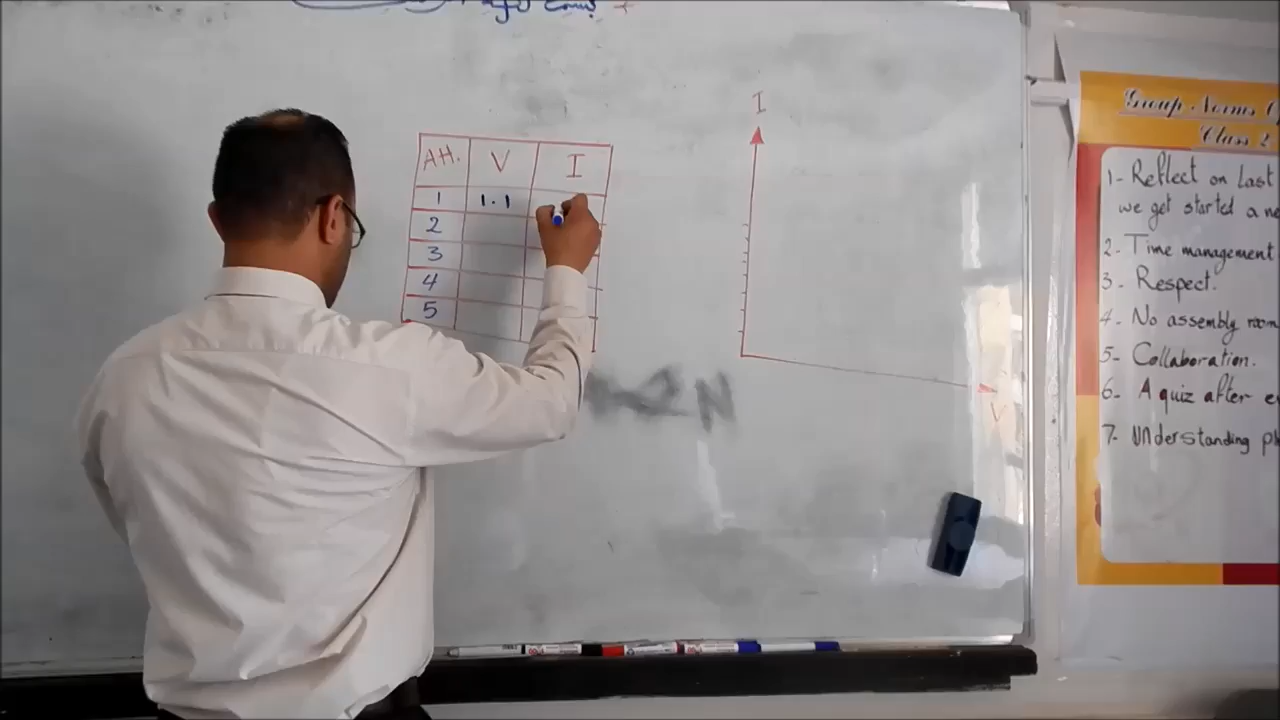 AH. V I
1 1.1
2
3
4
5
I
V
Group Norms
Class 2
1- Reflect on Last
we get started a
2- Time management
3- Respect.
4- No assembly
5- Collaboration.
6- A quiz after
7- Understanding
N